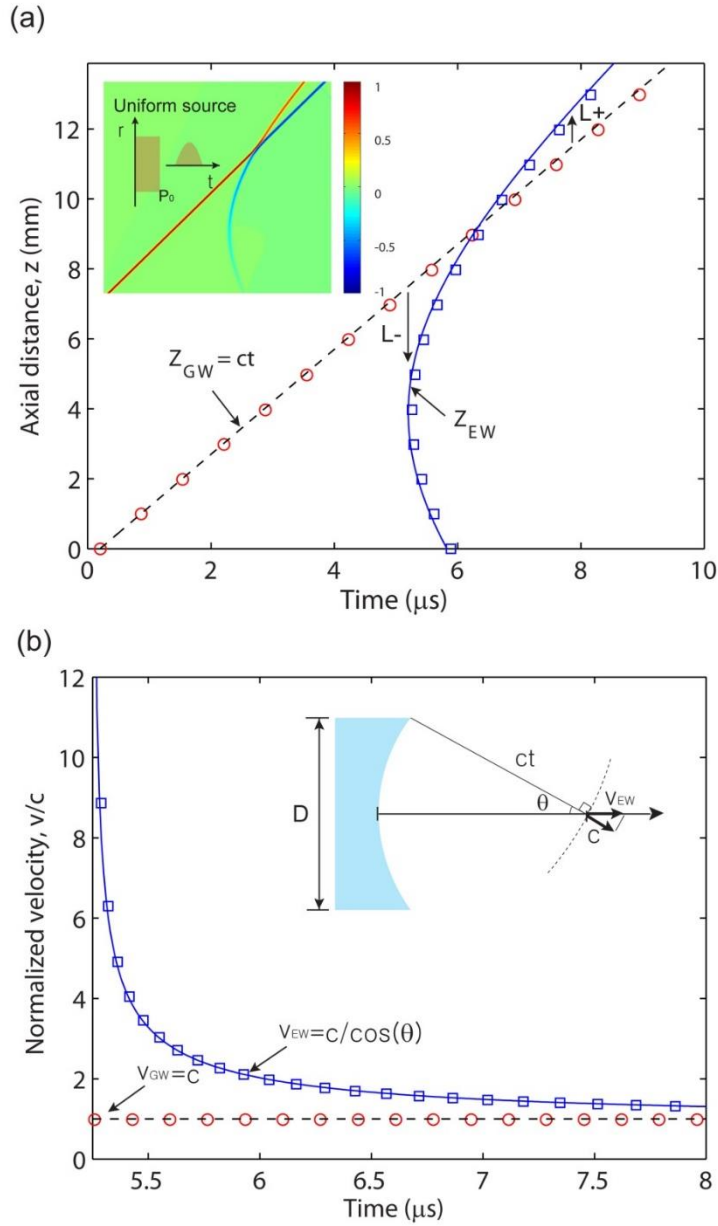 (a)
Axial distance, z (mm)
12
10
8
6
4
2
0
Uniform source
r
P₀
t
1
0.5
0
-0.5
-1
L+
L-
Z_GW = ct
Z_EW
0 2 4 6 8 10
Time (μs)
(b)
Normalized velocity, v/c
12
10
8
6
4
2
0
D
ct
θ
V_EW
C
V_EW=C/cos(θ)
V_GW=C
5.5 6 6.5 7 7.5 8
Time (μs)